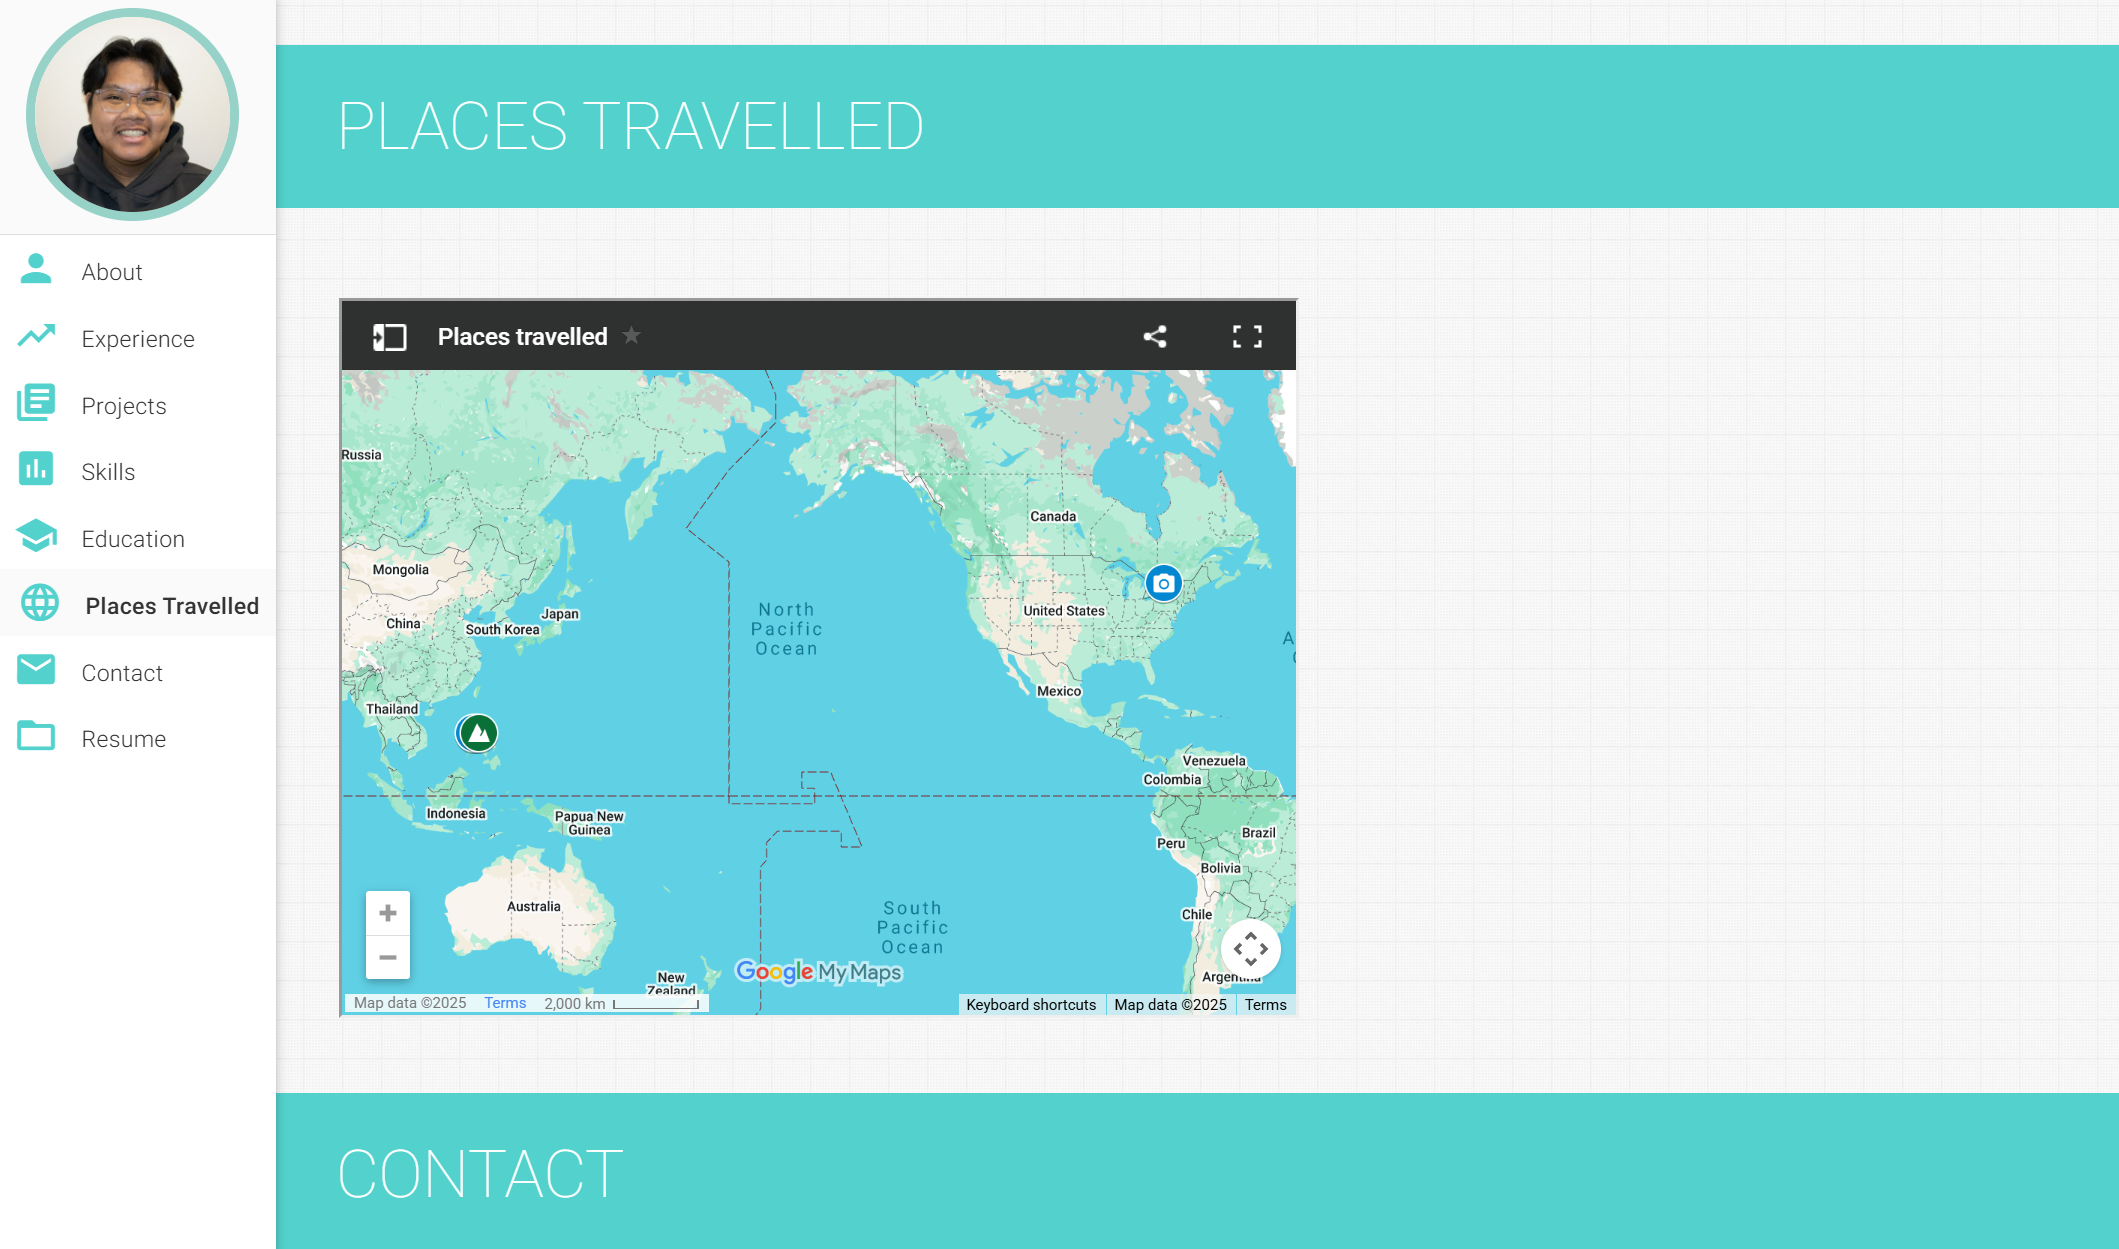 About
Experience
Projects
Skills
Education
Places Travelled
Contact
Resume
PLACES TRAVELLED
Places travelled
Russia
Canada
Mongolia
North
Pacific
Ocean
United States
Japan
China
South Korea
A
Mexico
Thailand
Venezuela
Colombia
Indonesia
Papua New
Guinea
Brazil
Peru
Bolivia
Australia
South
Pacific
Ocean
Chile
New
Zealand
Argentina
Google My Maps
Map data ©2025 Terms 2,000 km
Keyboard shortcuts Map data ©2025 Terms
CONTACT